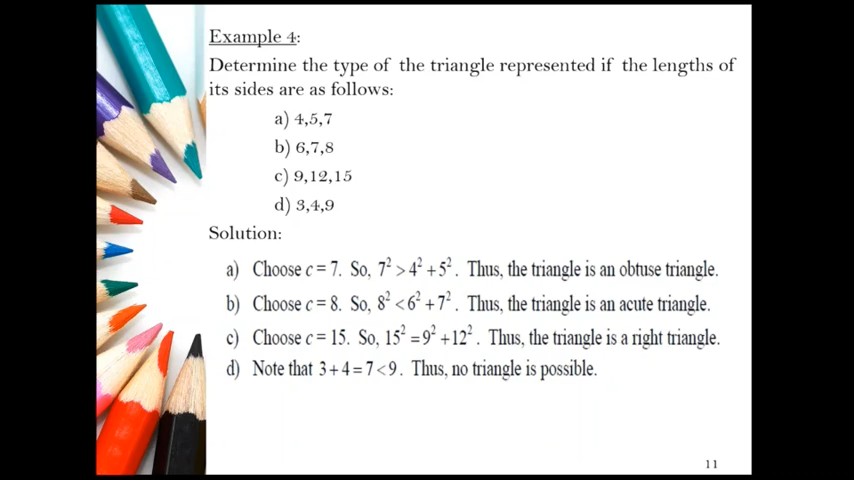 Example 4:
Determine the type of the triangle represented if the lengths of
its sides are as follows:
a) 4,5,7
b) 6,7,8
c) 9,12,15
d) 3,4,9
Solution:
a) Choose c = 7. So, 7² > 4² + 5². Thus, the triangle is an obtuse triangle.
b) Choose c = 8. So, 8² < 6² + 7². Thus, the triangle is an acute triangle.
c) Choose c = 15. So, 15² = 9² + 12². Thus, the triangle is a right triangle.
d) Note that 3 + 4 = 7 < 9. Thus, no triangle is possible.
11